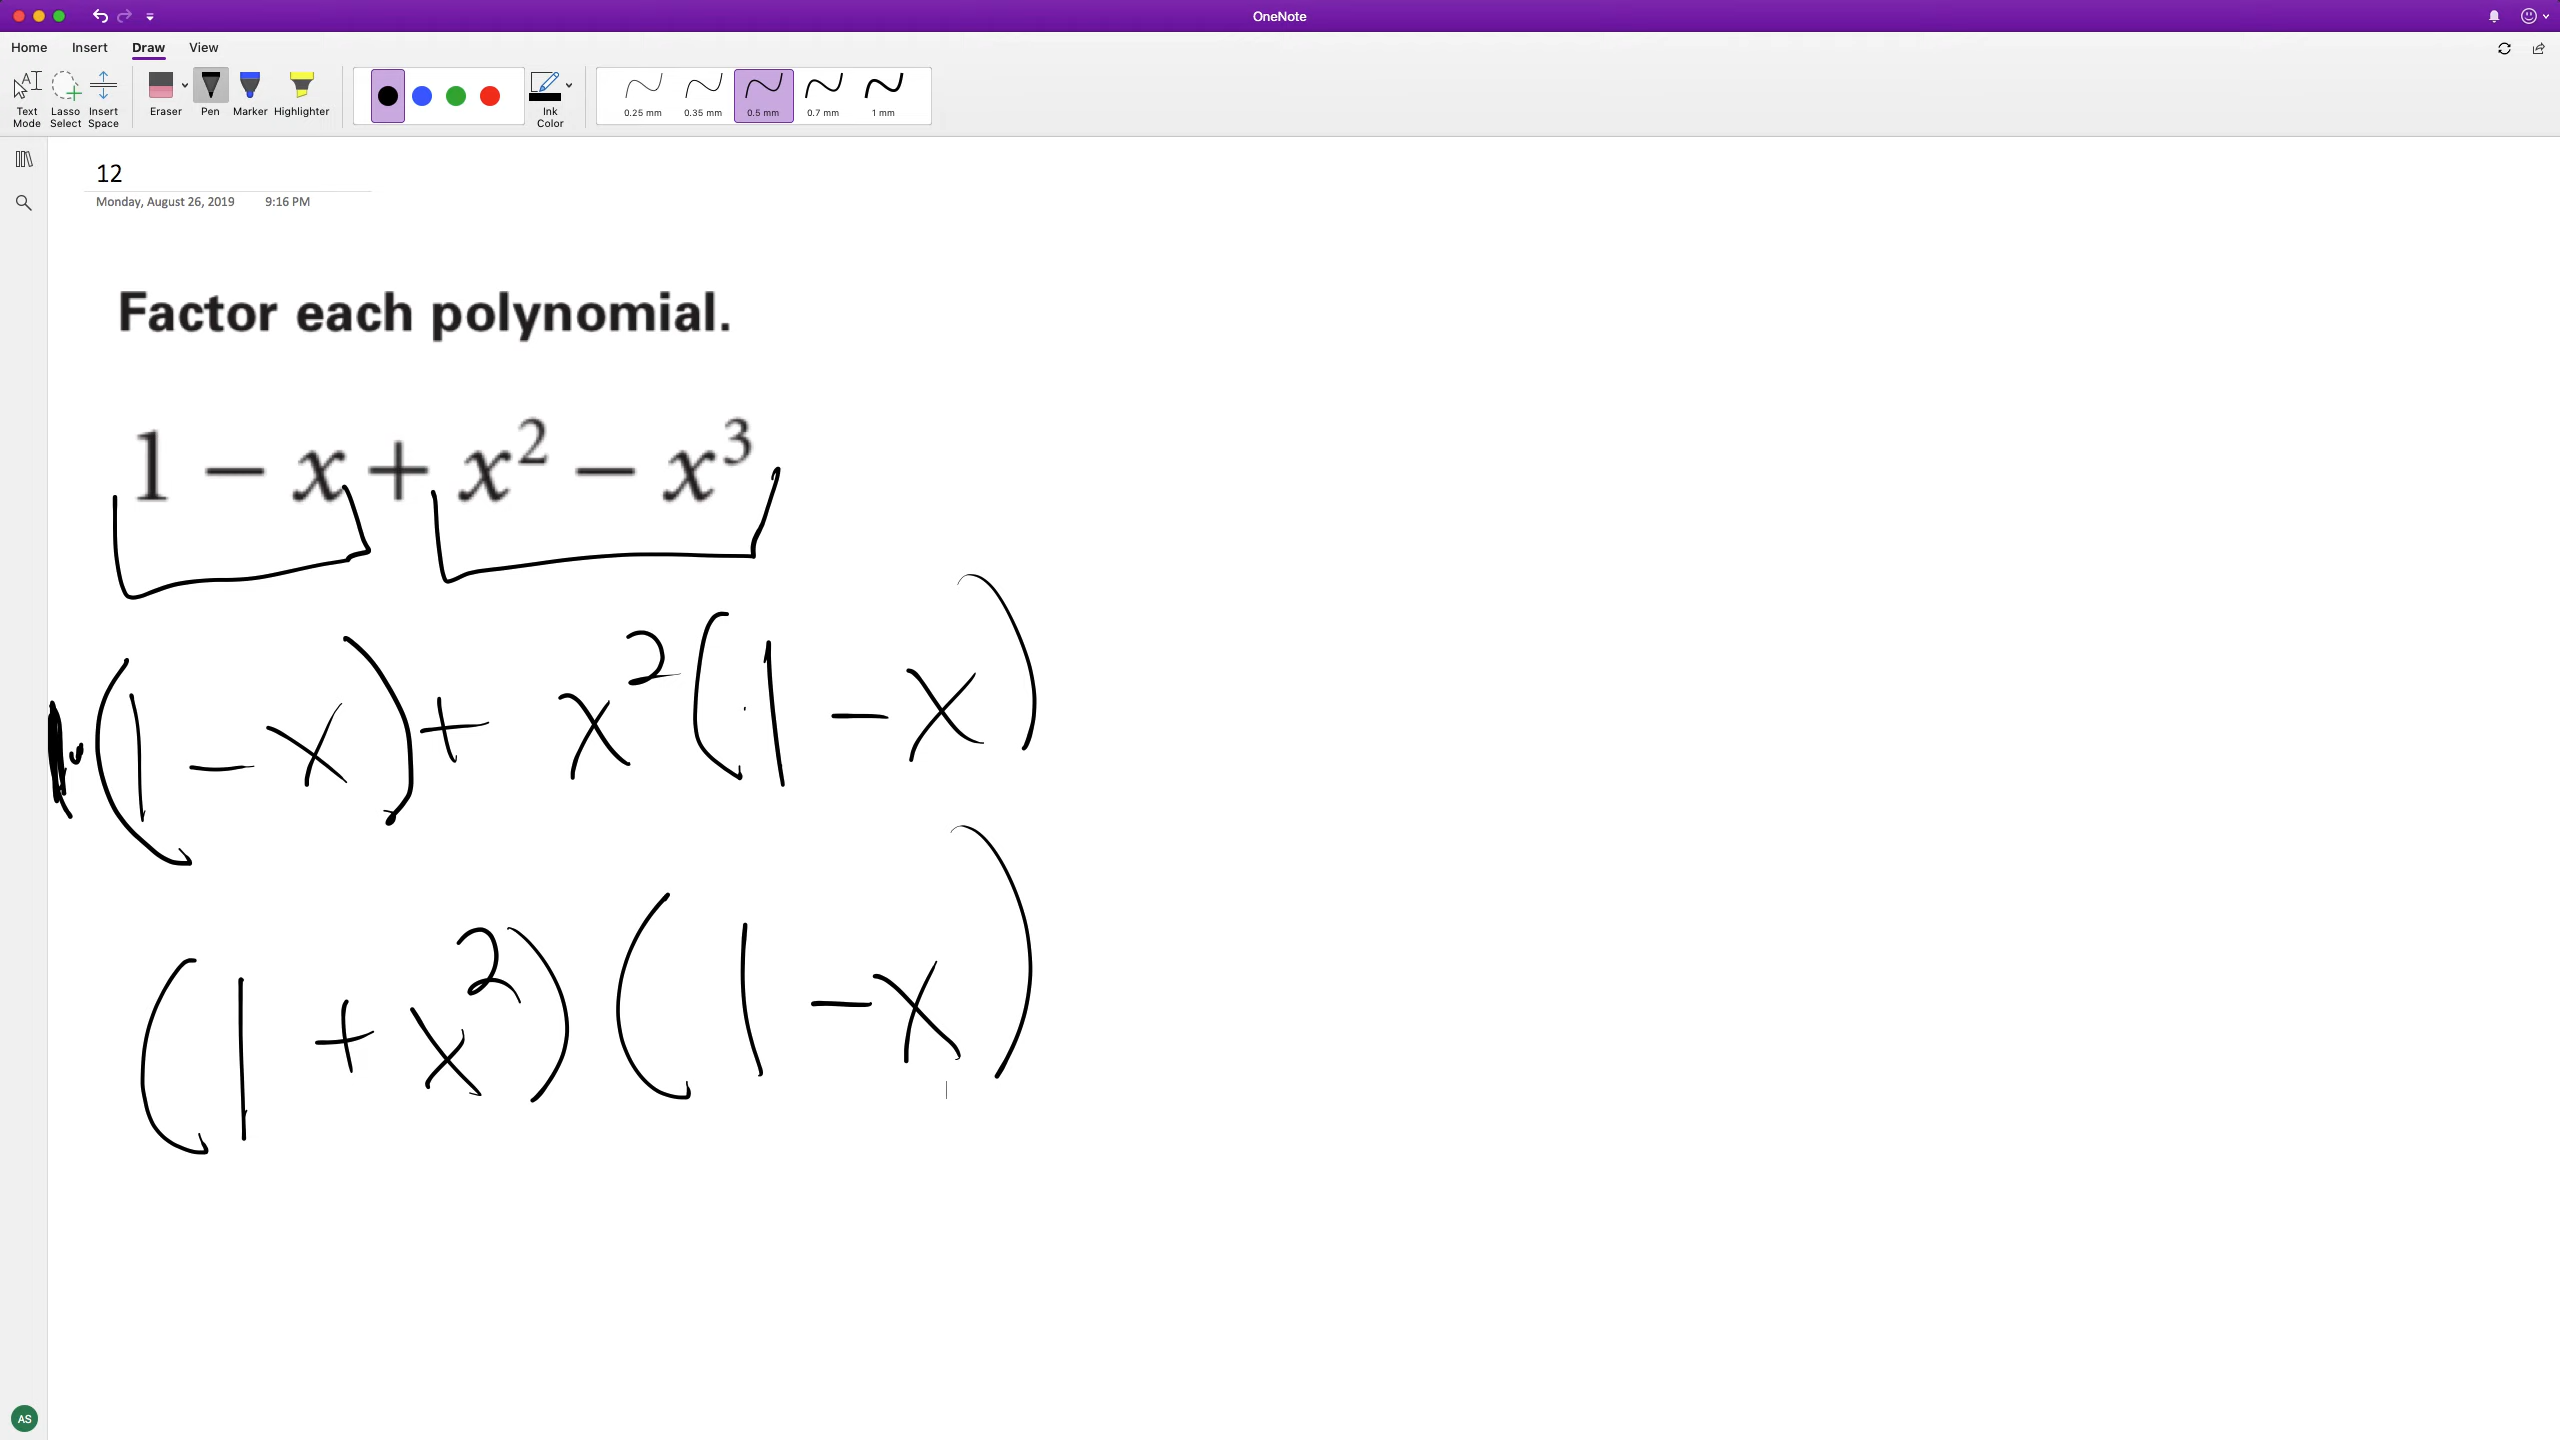 OneNote
Home Insert Draw View
Text Mode Lasso Select Insert Space Eraser Pen Marker Highlighter Ink Color 0.25 mm 0.35 mm 0.5 mm 0.7 mm 1 mm
12
Monday, August 26, 2019 9:16 PM
Factor each polynomial.
1 − x + x² − x³
(1 − x) + x² (1 − x)
(1 + x²) (1 − x)
AS